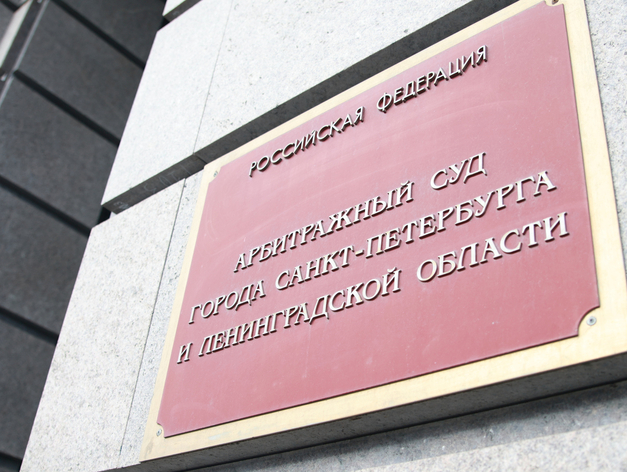 РОССИЙСКАЯ ФЕДЕРАЦИЯ
АРБИТРАЖНЫЙ СУД
ГОРОДА САНКТ-ПЕТЕРБУРГА
И ЛЕНИНГРАДСКОЙ ОБЛАСТИ